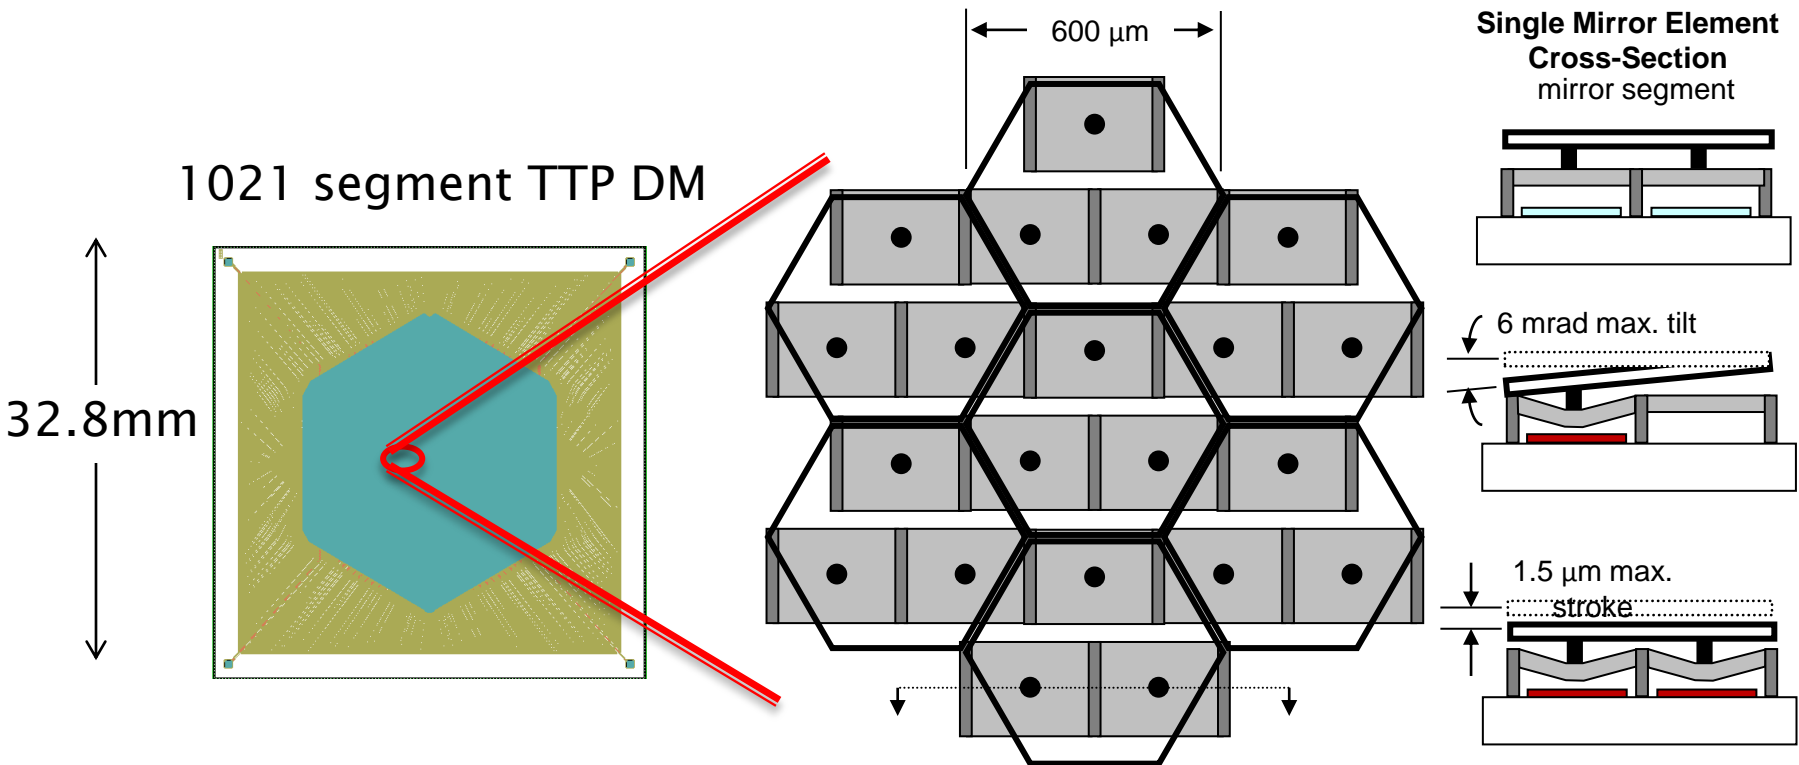 1021 segment TTP DM
32.8mm
600 μm
Single Mirror Element
Cross-Section
mirror segment
6 mrad max. tilt
1.5 μm max.
stroke